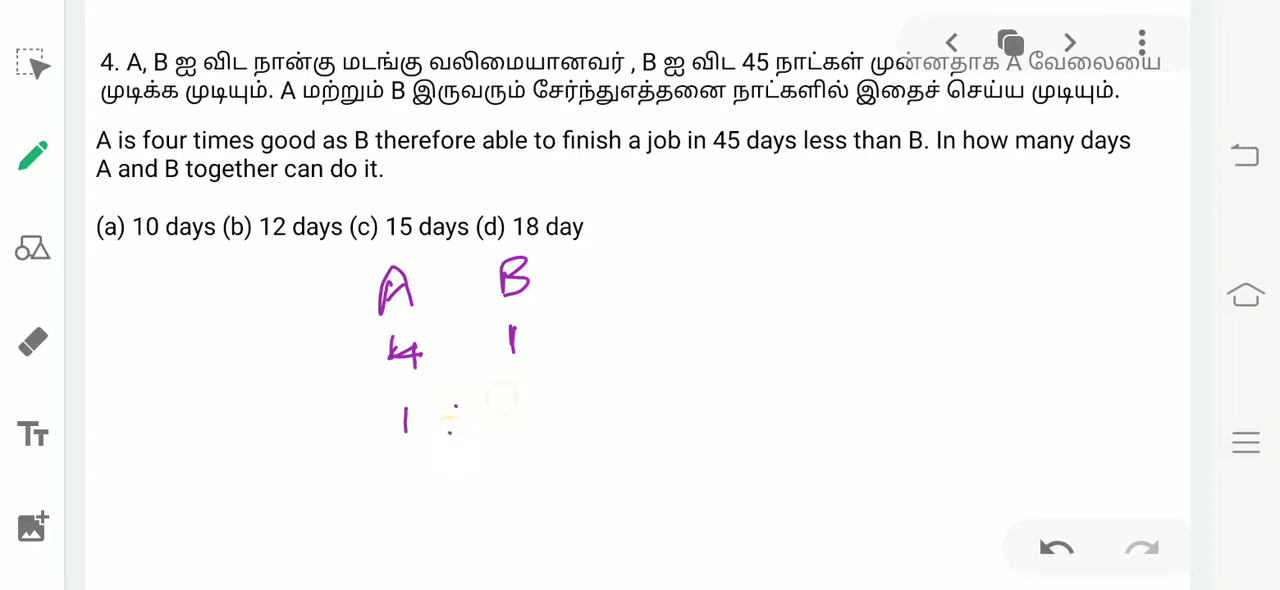 4. A, B ஐ விட நான்கு மடங்கு வலிமையானவர் , B ஐ விட 45 நாட்கள் முன்னதாக A வேலையை
முடிக்க முடியும். A மற்றும் B இருவரும் சேர்ந்துஎத்தனை நாட்களில் இதைச் செய்ய முடியும்.
A is four times good as B therefore able to finish a job in 45 days less than B. In how many days
A and B together can do it.
(a) 10 days (b) 12 days (c) 15 days (d) 18 day
A B
4 1
1 :
TT